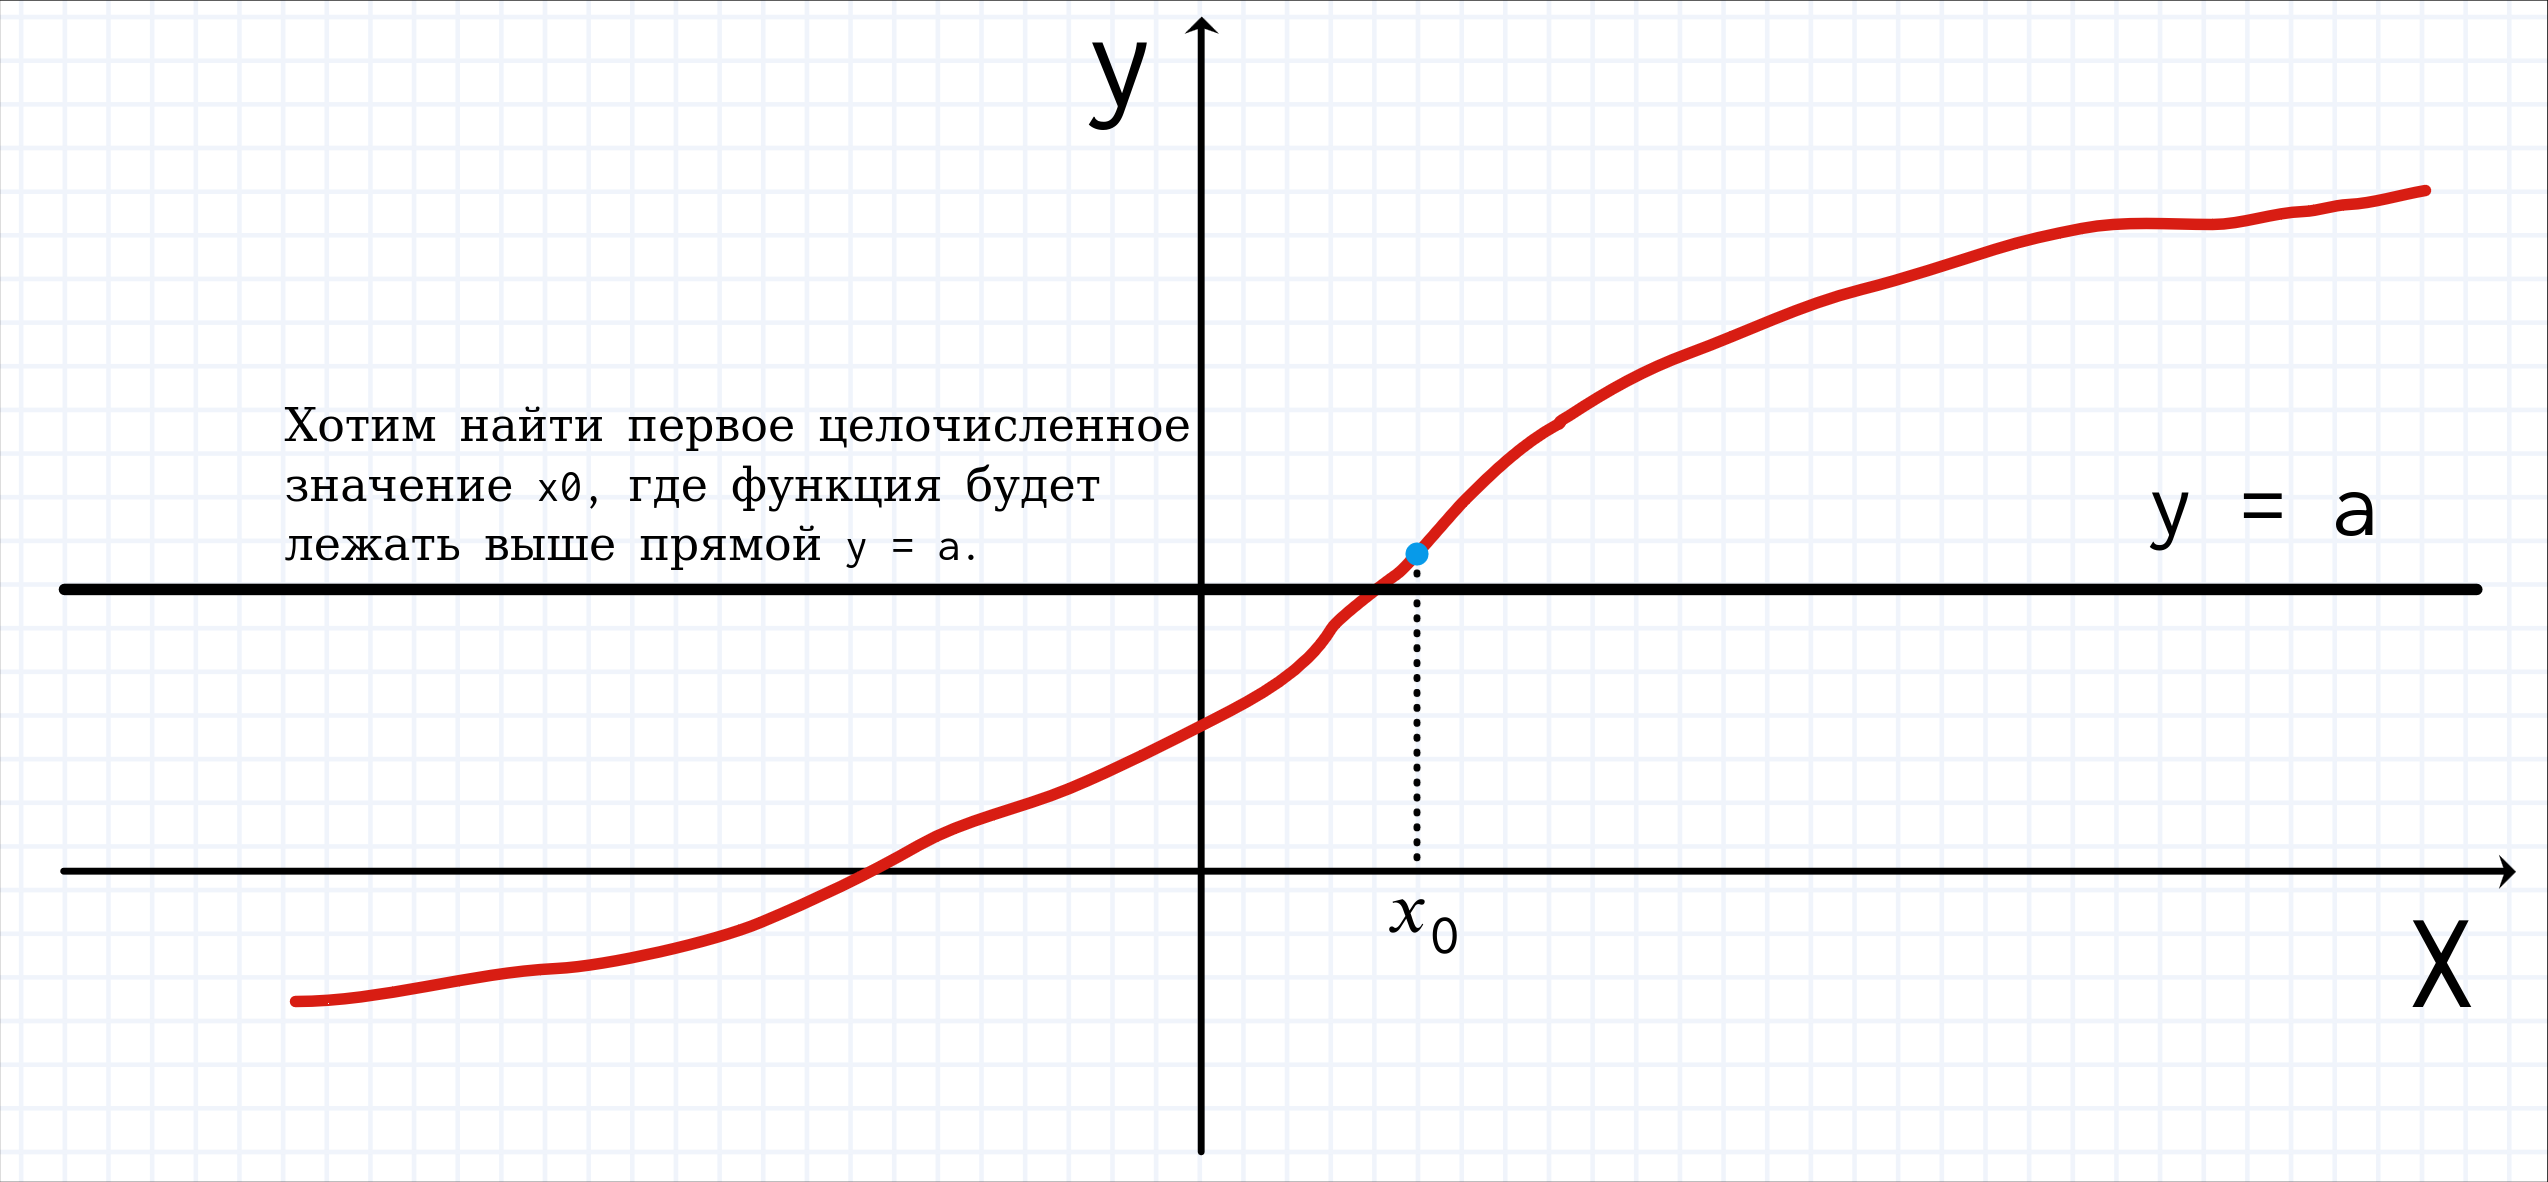 y
Хотим найти первое целочисленное
значение x0, где функция будет
лежать выше прямой y = a.
y = a
x₀
X